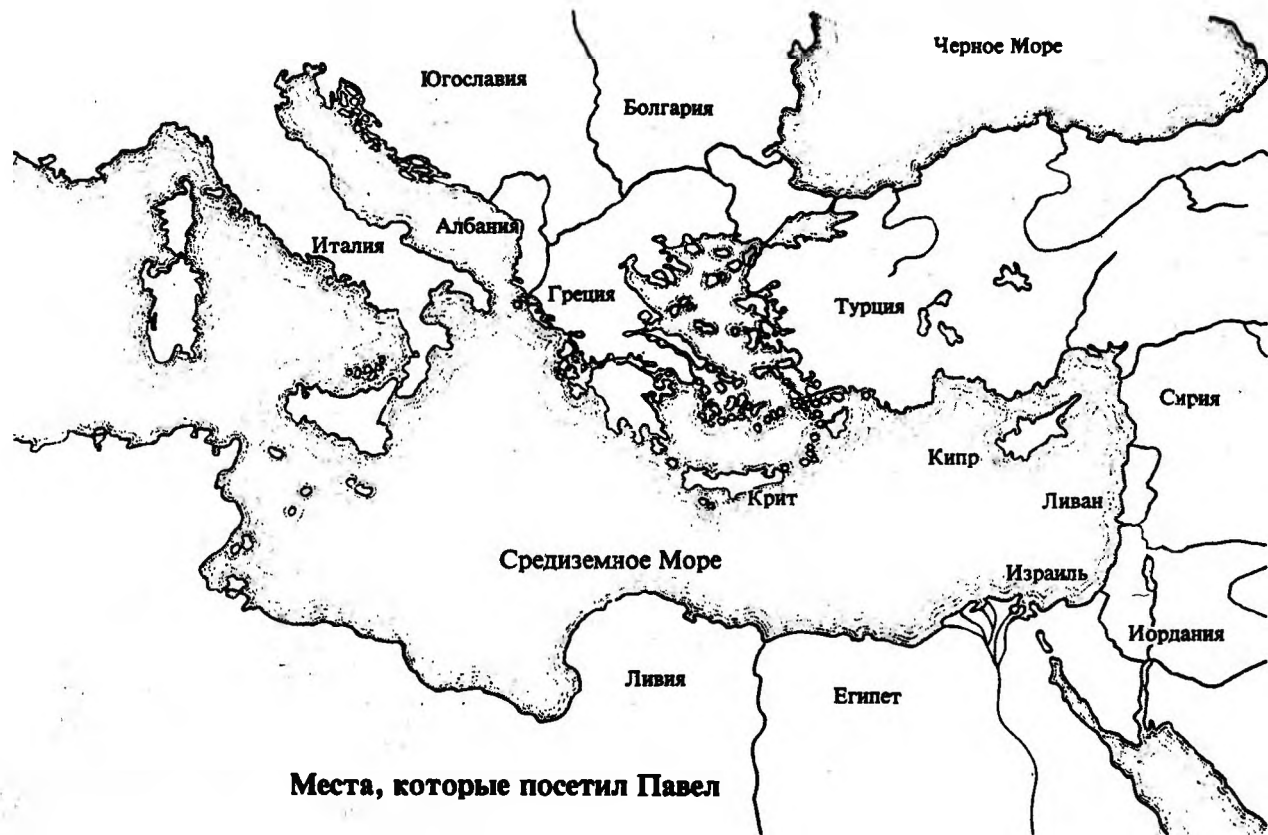 Черное Море
Югославия
Болгария
Албания
Италия
Греция
Турция
Сирия
Кипр
Ливан
Крит
Средиземное Море
Израиль
Иордания
Ливия
Египет
Места, которые посетил Павел